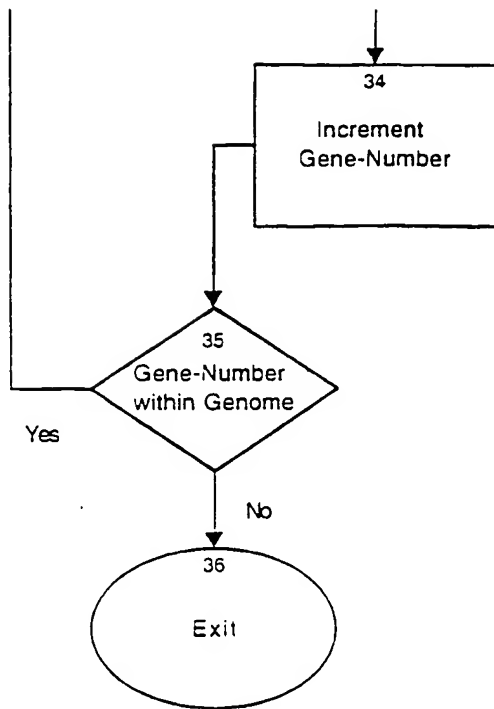 34
Increment
Gene-Number
35
Gene-Number
within Genome
Yes
No
36
Exit